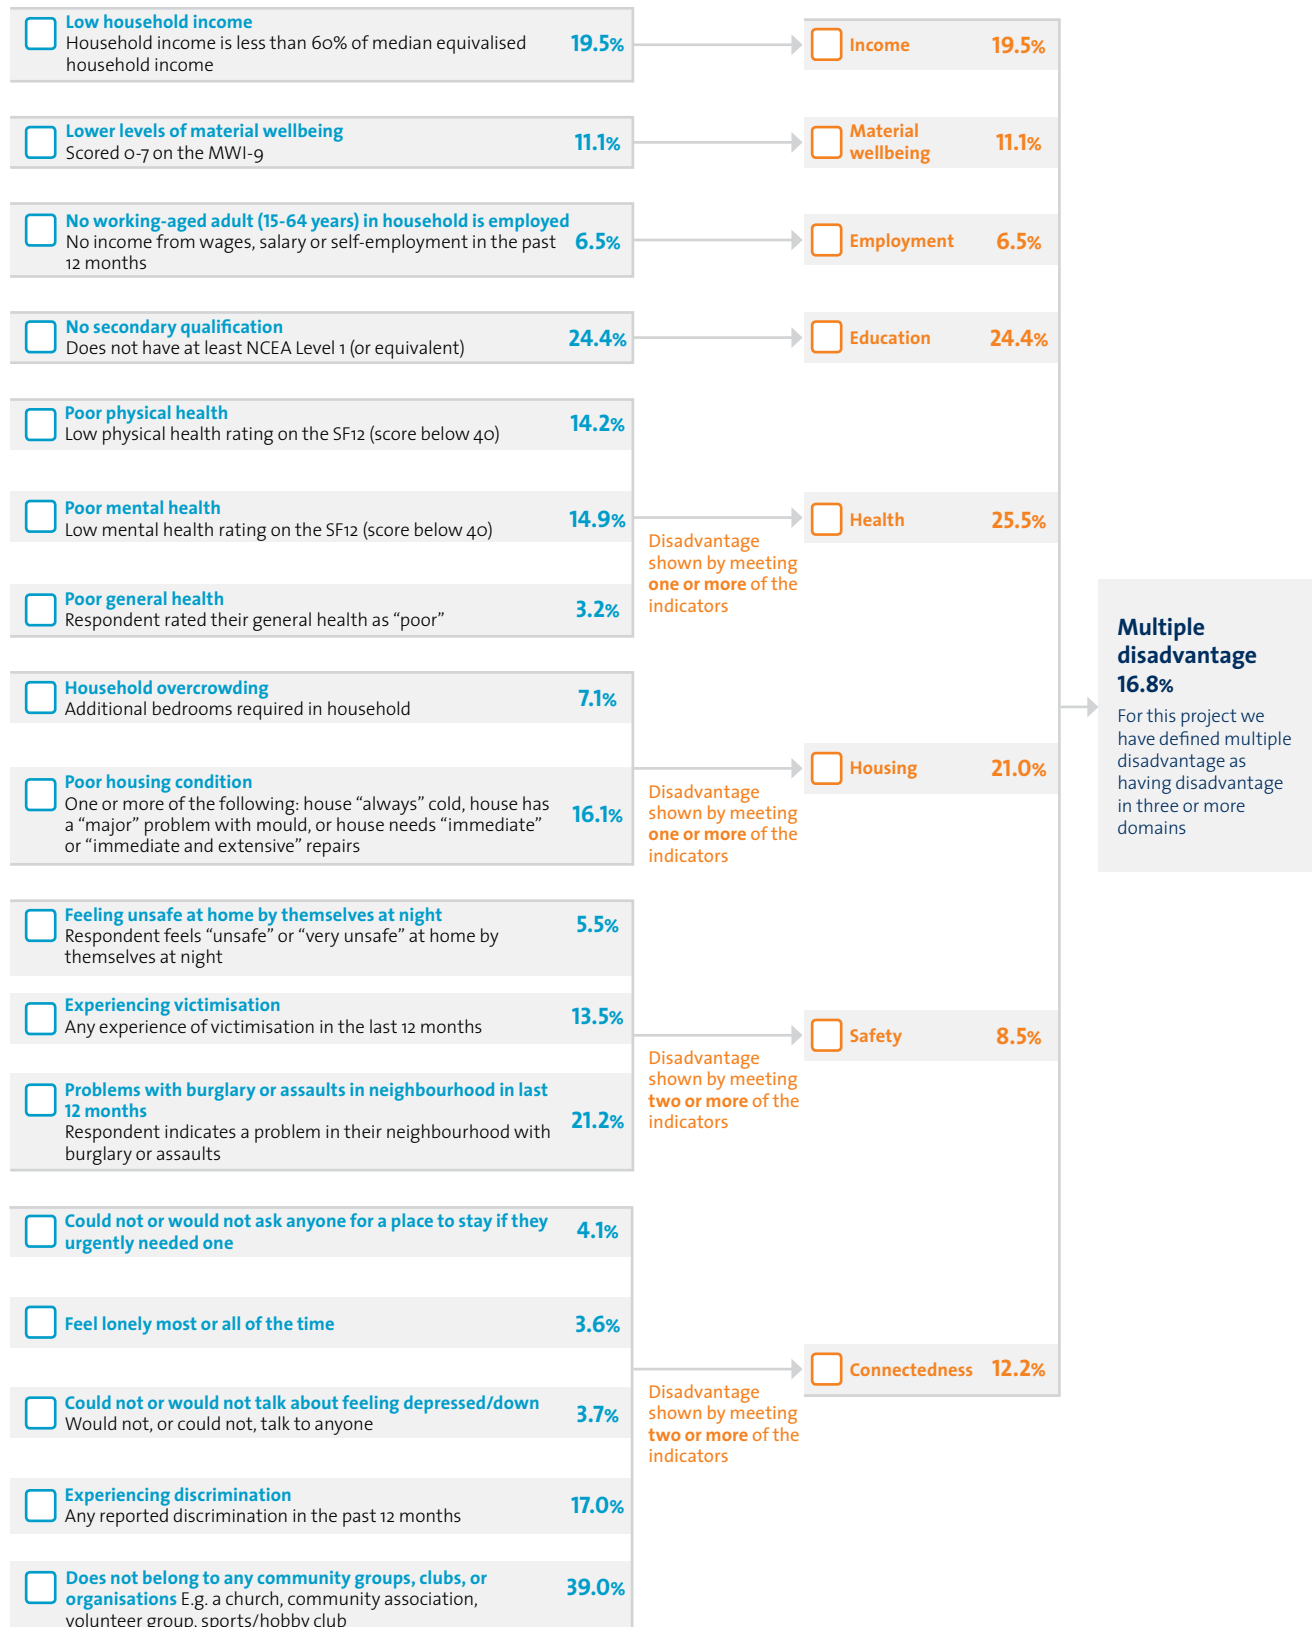 Low household income
Household income is less than 60% of median equivalised
household income
19.5%
Income
19.5%
Lower levels of material wellbeing
Scored 0-7 on the MWI-9
11.1%
Material
wellbeing
11.1%
No working-aged adult (15-64 years) in household is employed
No income from wages, salary or self-employment in the past
12 months
6.5%
Employment
6.5%
No secondary qualification
Does not have at least NCEA Level 1 (or equivalent)
24.4%
Education
24.4%
Poor physical health
Low physical health rating on the SF12 (score below 40)
14.2%
Poor mental health
Low mental health rating on the SF12 (score below 40)
14.9%
Poor general health
Respondent rated their general health as “poor”
3.2%
Disadvantage
shown by meeting
one or more of the
indicators
Health
25.5%
Household overcrowding
Additional bedrooms required in household
7.1%
Poor housing condition
One or more of the following: house “always” cold, house has
a “major” problem with mould, or house needs “immediate”
or “immediate and extensive” repairs
16.1%
Disadvantage
shown by meeting
one or more of the
indicators
Housing
21.0%
Feeling unsafe at home by themselves at night
Respondent feels “unsafe” or “very unsafe” at home by
themselves at night
5.5%
Experiencing victimisation
Any experience of victimisation in the last 12 months
13.5%
Problems with burglary or assaults in neighbourhood in last
12 months
Respondent indicates a problem in their neighbourhood with
burglary or assaults
21.2%
Disadvantage
shown by meeting
two or more of the
indicators
Safety
8.5%
Could not or would not ask anyone for a place to stay if they
urgently needed one
4.1%
Feel lonely most or all of the time
3.6%
Could not or would not talk about feeling depressed/down
Would not, or could not, talk to anyone
3.7%
Experiencing discrimination
Any reported discrimination in the past 12 months
17.0%
Does not belong to any community groups, clubs, or
organisations E.g. a church, community association,
volunteer group, sports/hobby club
39.0%
Disadvantage
shown by meeting
two or more of the
indicators
Connectedness
12.2%
Multiple
disadvantage
16.8%
For this project we
have defined multiple
disadvantage as
having disadvantage
in three or more
domains